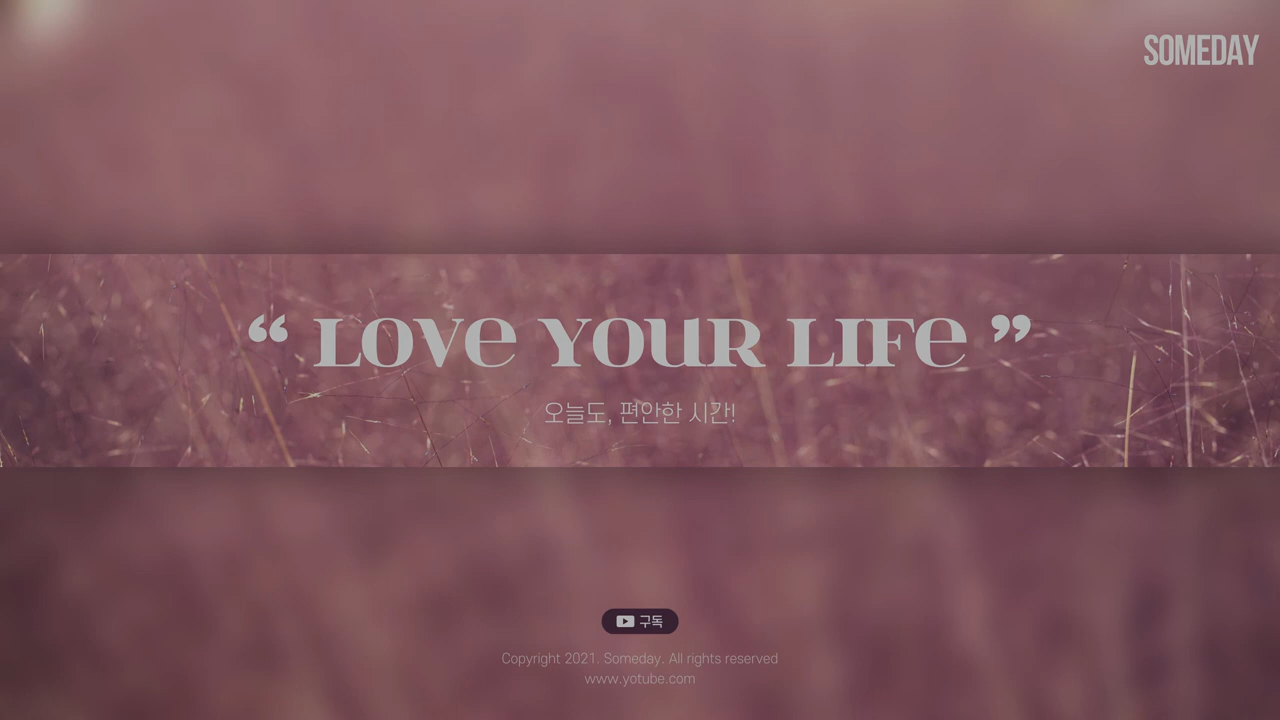 SOMEDAY
“ LOVE YOUR LIFE ”
오늘도, 편안한 시간!
구독
Copyright 2021. Someday. All rights reserved
www.yotube.com